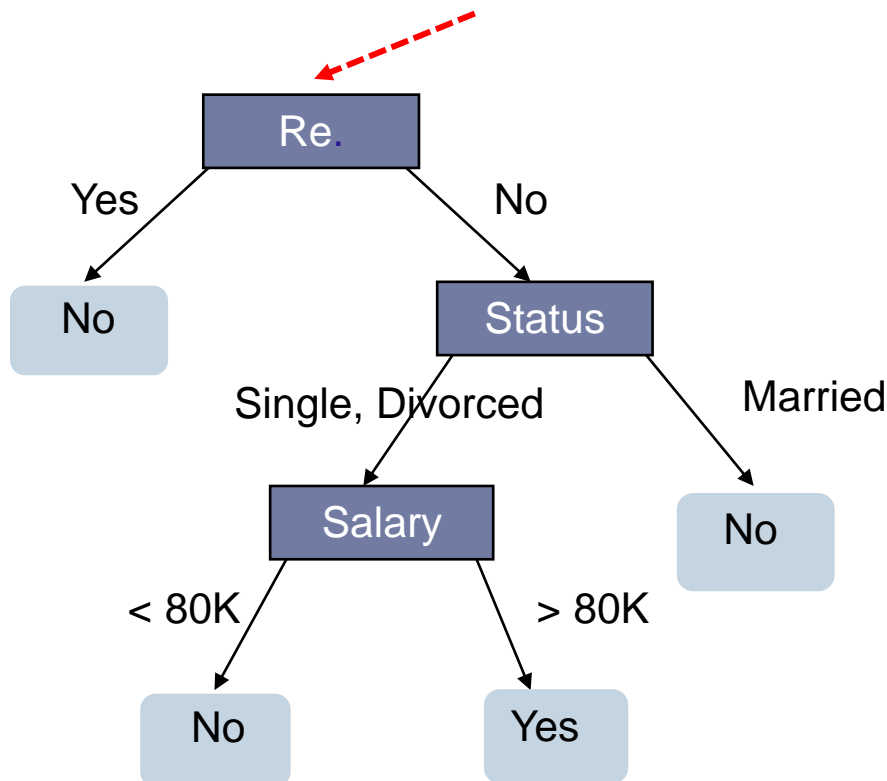 Re.
Yes
No
No
Status
Single, Divorced
Married
Salary
No
< 80K
> 80K
No
Yes